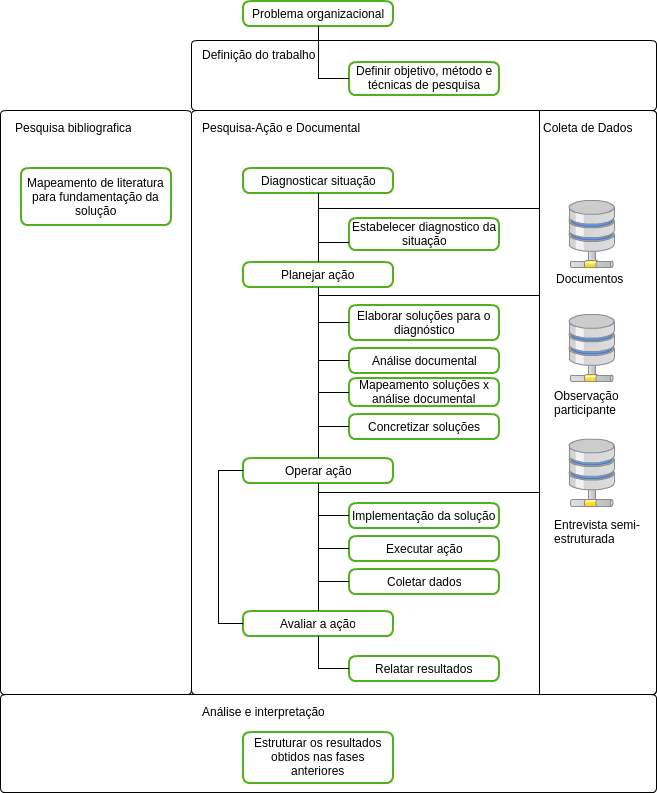 Problema organizacional
Definição do trabalho
Definir objetivo, método e
técnicas de pesquisa
Pesquisa bibliografica
Mapeamento de literatura
para fundamentação da
solução
Pesquisa-Ação e Documental
Diagnosticar situação
Estabelecer diagnostico da
situação
Planejar ação
Elaborar soluções para o
diagnóstico
Análise documental
Mapeamento soluções x
análise documental
Concretizar soluções
Operar ação
Implementação da solução
Executar ação
Coletar dados
Avaliar a ação
Relatar resultados
Coleta de Dados
Documentos
Observação
participante
Entrevista semi-
estruturada
Análise e interpretação
Estruturar os resultados
obtidos nas fases
anteriores